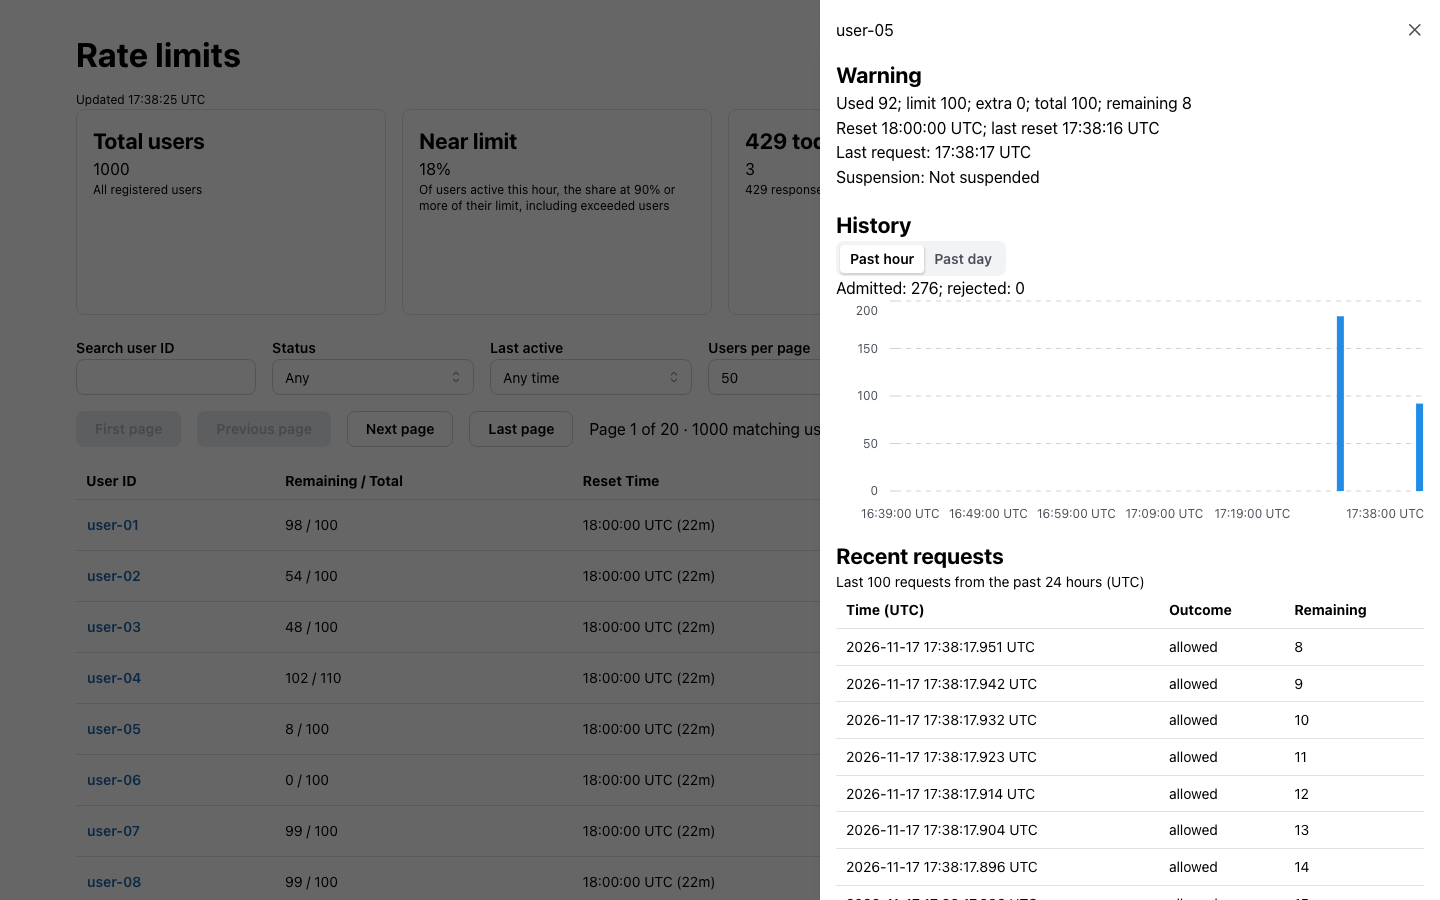 Rate limits
Updated 17:38:25 UTC
Total users
1000
All registered users
Near limit
18%
Of users active this hour, the share at 90% or
more of their limit, including exceeded users
429 tod
3
429 response
Search user ID
Status
Any
Last active
Any time
Users per page
50
First page
Previous page
Next page
Last page
Page 1 of 20 · 1000 matching us
User ID Remaining / Total Reset Time
user-01 98 / 100 18:00:00 UTC (22m)
user-02 54 / 100 18:00:00 UTC (22m)
user-03 48 / 100 18:00:00 UTC (22m)
user-04 102 / 110 18:00:00 UTC (22m)
user-05 8 / 100 18:00:00 UTC (22m)
user-06 0 / 100 18:00:00 UTC (22m)
user-07 99 / 100 18:00:00 UTC (22m)
user-08 99 / 100 18:00:00 UTC (22m)
user-05
Warning
Used 92; limit 100; extra 0; total 100; remaining 8
Reset 18:00:00 UTC; last reset 17:38:16 UTC
Last request: 17:38:17 UTC
Suspension: Not suspended
History
Past hour Past day
Admitted: 276; rejected: 0
200
150
100
50
0
16:39:00 UTC 16:49:00 UTC 16:59:00 UTC 17:09:00 UTC 17:19:00 UTC 17:38:00 UTC
Recent requests
Last 100 requests from the past 24 hours (UTC)
Time (UTC) Outcome Remaining
2026-11-17 17:38:17.951 UTC allowed 8
2026-11-17 17:38:17.942 UTC allowed 9
2026-11-17 17:38:17.932 UTC allowed 10
2026-11-17 17:38:17.923 UTC allowed 11
2026-11-17 17:38:17.914 UTC allowed 12
2026-11-17 17:38:17.904 UTC allowed 13
2026-11-17 17:38:17.896 UTC allowed 14